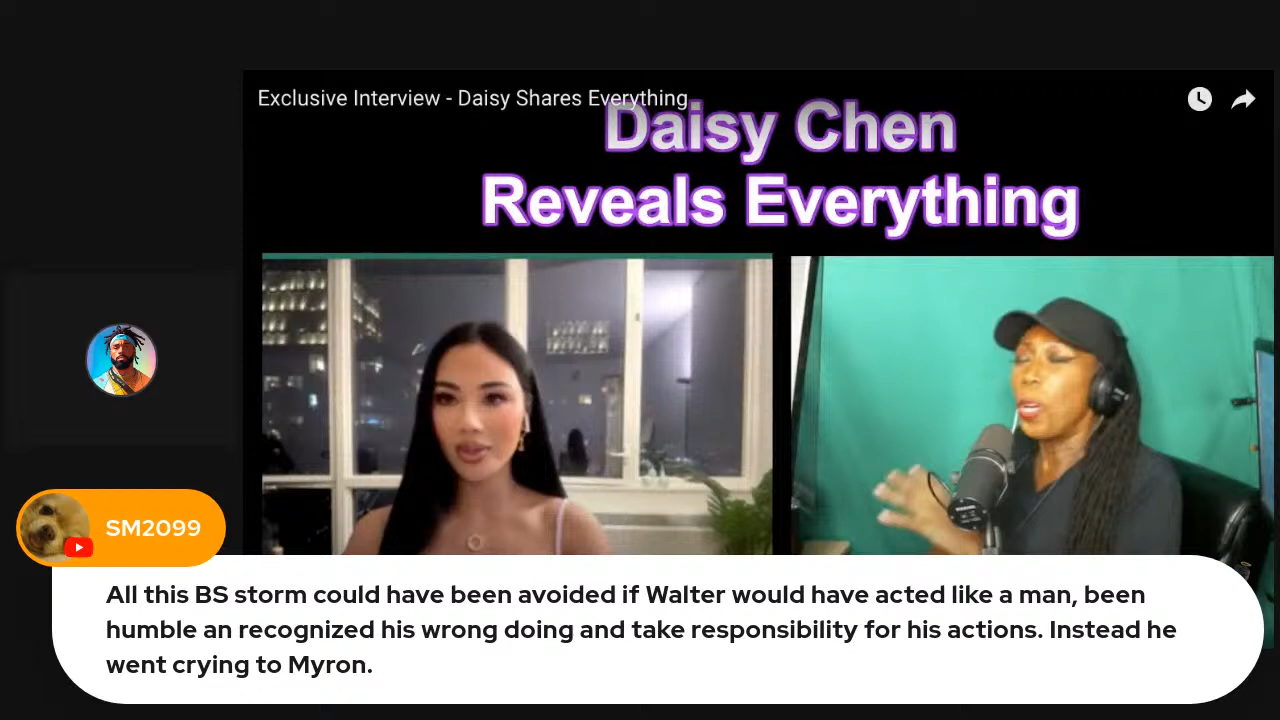 Exclusive Interview - Daisy Shares Everything
Daisy Chen
Reveals Everything
SM2099
All this BS storm could have been avoided if Walter would have acted like a man, been
humble an recognized his wrong doing and take responsibility for his actions. Instead he
went crying to Myron.